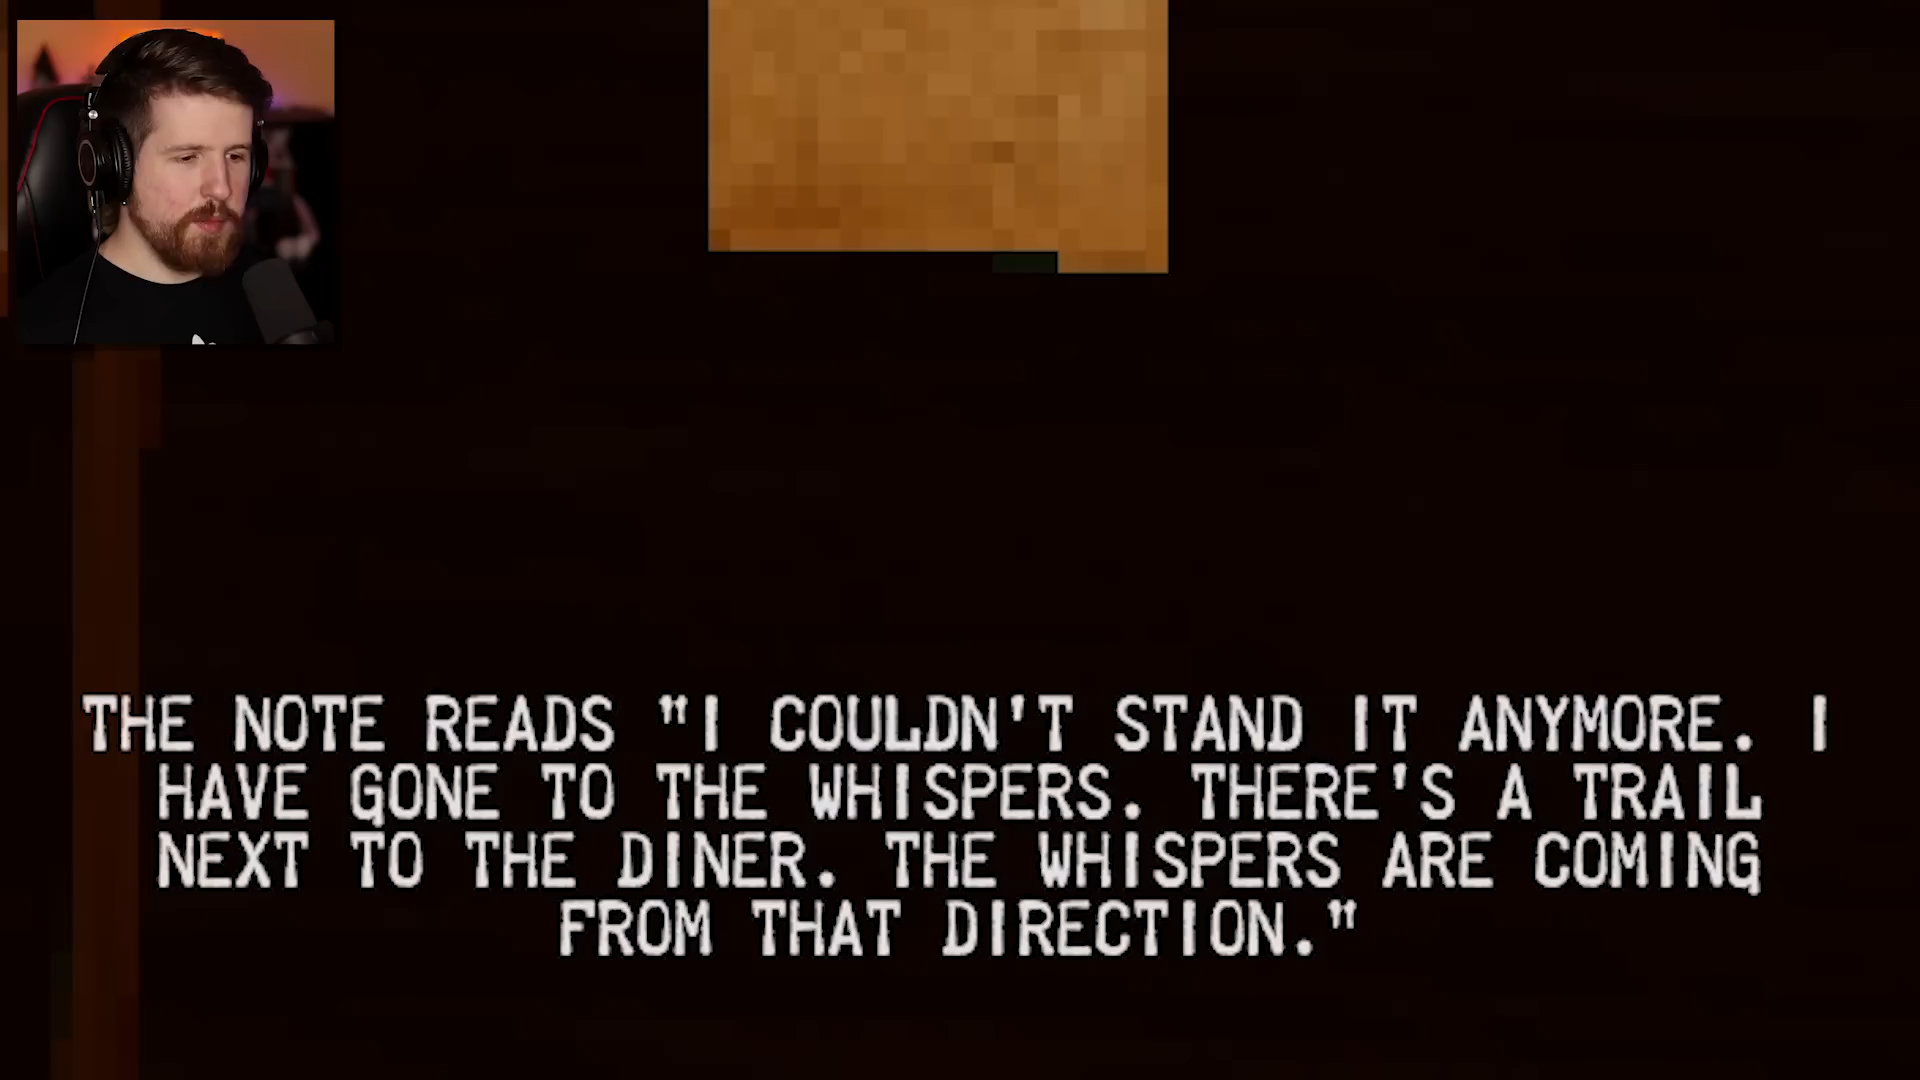 THE NOTE READS "I COULDN'T STAND IT ANYMORE. I
HAVE GONE TO THE WHISPERS. THERE'S A TRAIL
NEXT TO THE DINER. THE WHISPERS ARE COMING
FROM THAT DIRECTION."